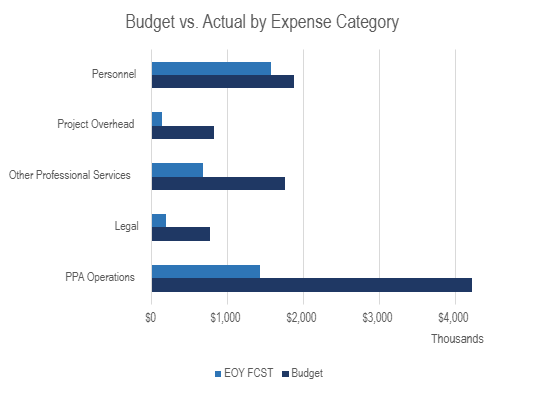 Budget vs. Actual by Expense Category
Personnel
Project Overhead
Other Professional Services
Legal
PPA Operations
$0 $1,000 $2,000 $3,000 $4,000
Thousands
EOY FCST Budget